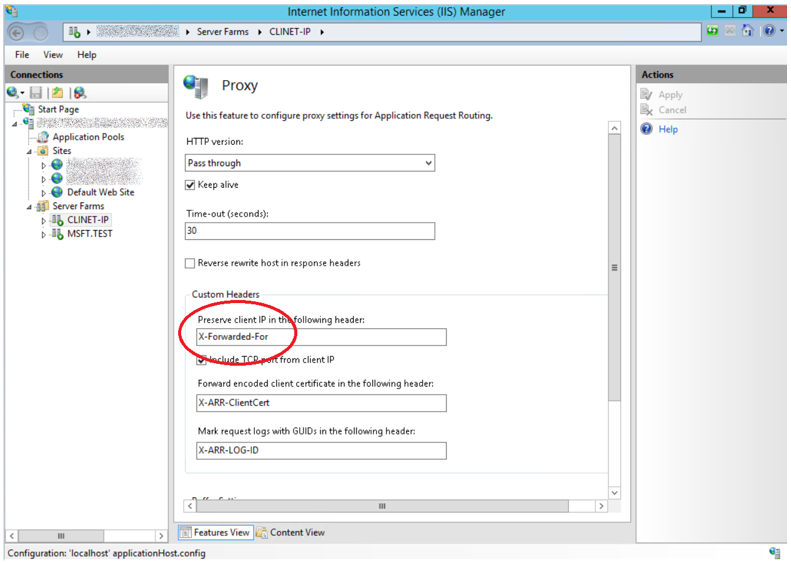 Internet Information Services (IIS) Manager
Server Farms
CLINET-IP
File View Help
Connections
Start Page
Application Pools
Sites
Default Web Site
Server Farms
CLINET-IP
MSFT.TEST
Proxy
Use this feature to configure proxy settings for Application Request Routing.
HTTP version:
Pass through
Keep alive
Time-out (seconds):
30
Reverse rewrite host in response headers
Custom Headers
Preserve client IP in the following header:
X-Forwarded-For
Include TCP port from client IP
Forward encoded client certificate in the following header:
X-ARR-ClientCert
Mark request logs with GUIDs in the following header:
X-ARR-LOG-ID
Features View Content View
Actions
Apply
Cancel
Help
Configuration: 'localhost' applicationHost.config